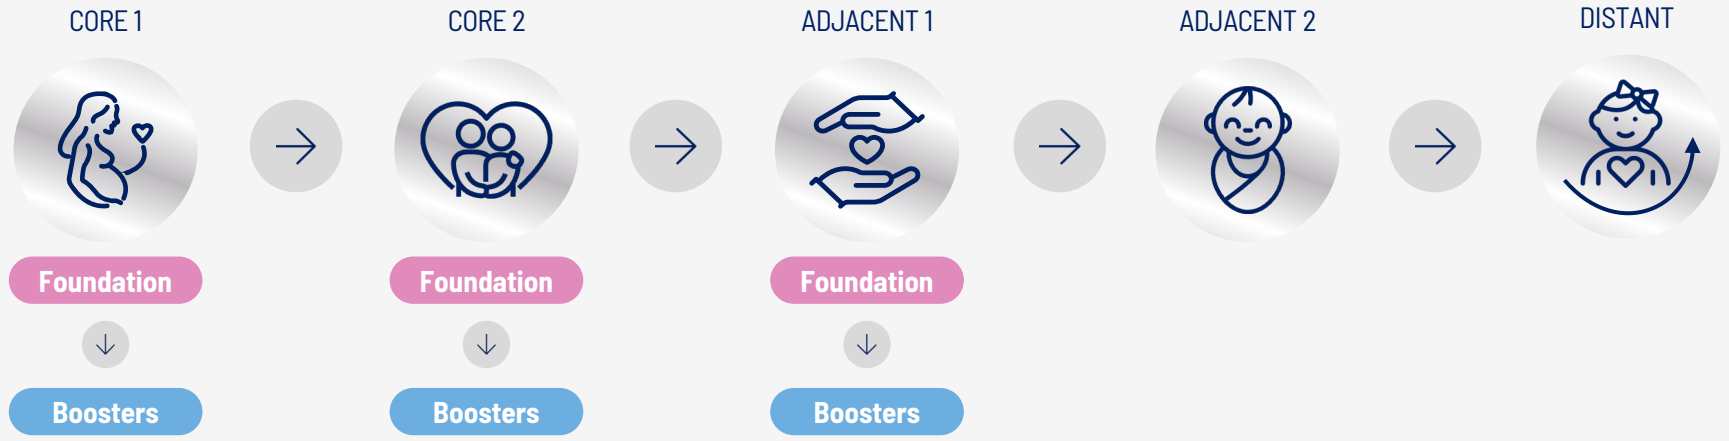 CORE 1
CORE 2
ADJACENT 1
ADJACENT 2
DISTANT
Foundation
Foundation
Foundation
Boosters
Boosters
Boosters